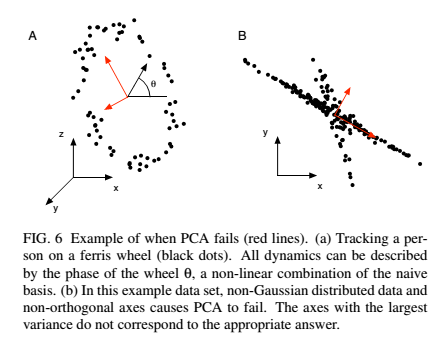 A
B
θ
z
x
y
y
x
FIG. 6 Example of when PCA fails (red lines). (a) Tracking a per-
son on a ferris wheel (black dots). All dynamics can be described
by the phase of the wheel θ, a non-linear combination of the naive
basis. (b) In this example data set, non-Gaussian distributed data and
non-orthogonal axes causes PCA to fail. The axes with the largest
variance do not correspond to the appropriate answer.